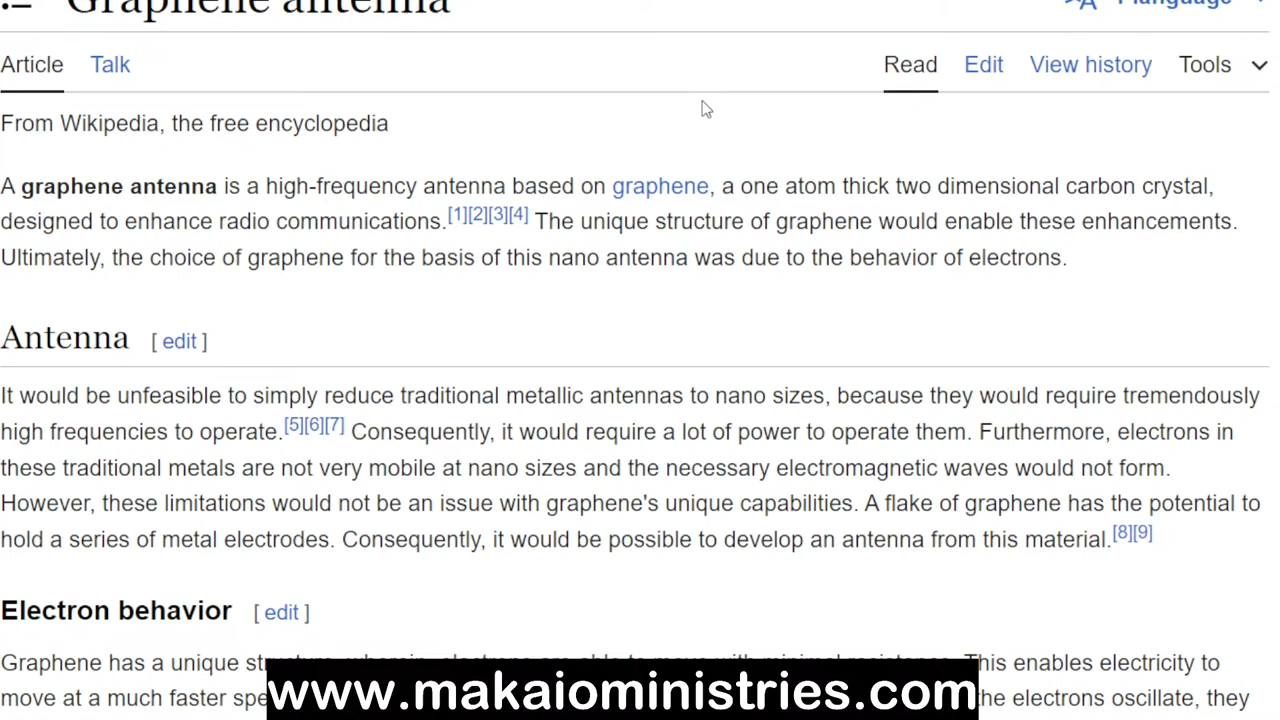 Graphene antenna
language
Article Talk Read Edit View history Tools
From Wikipedia, the free encyclopedia
A graphene antenna is a high-frequency antenna based on graphene, a one atom thick two dimensional carbon crystal,
designed to enhance radio communications.[1][2][3][4] The unique structure of graphene would enable these enhancements.
Ultimately, the choice of graphene for the basis of this nano antenna was due to the behavior of electrons.
Antenna [ edit ]
It would be unfeasible to simply reduce traditional metallic antennas to nano sizes, because they would require tremendously
high frequencies to operate.[5][6][7] Consequently, it would require a lot of power to operate them. Furthermore, electrons in
these traditional metals are not very mobile at nano sizes and the necessary electromagnetic waves would not form.
However, these limitations would not be an issue with graphene's unique capabilities. A flake of graphene has the potential to
hold a series of metal electrodes. Consequently, it would be possible to develop an antenna from this material.[8][9]
Electron behavior [ edit ]
Graphene has a unique This enables electricity to
move at a much faster the electrons oscillate, they
www.makaioministries.com